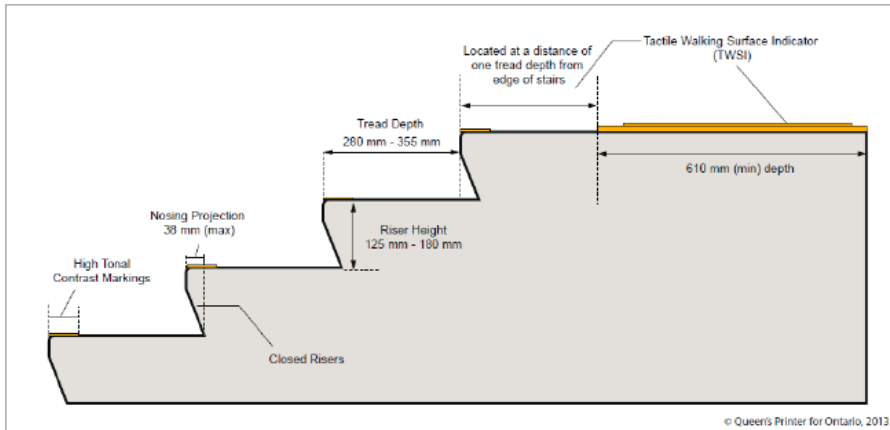 Located at a distance of
one tread depth from
edge of stairs
Tactile Walking Surface Indicator
(TWSI)
Tread Depth
280 mm - 355 mm
610 mm (min) depth
Nosing Projection
38 mm (max)
Riser Height
125 mm - 180 mm
High Tonal
Contrast Markings
Closed Risers
© Queen's Printer for Ontario, 2013